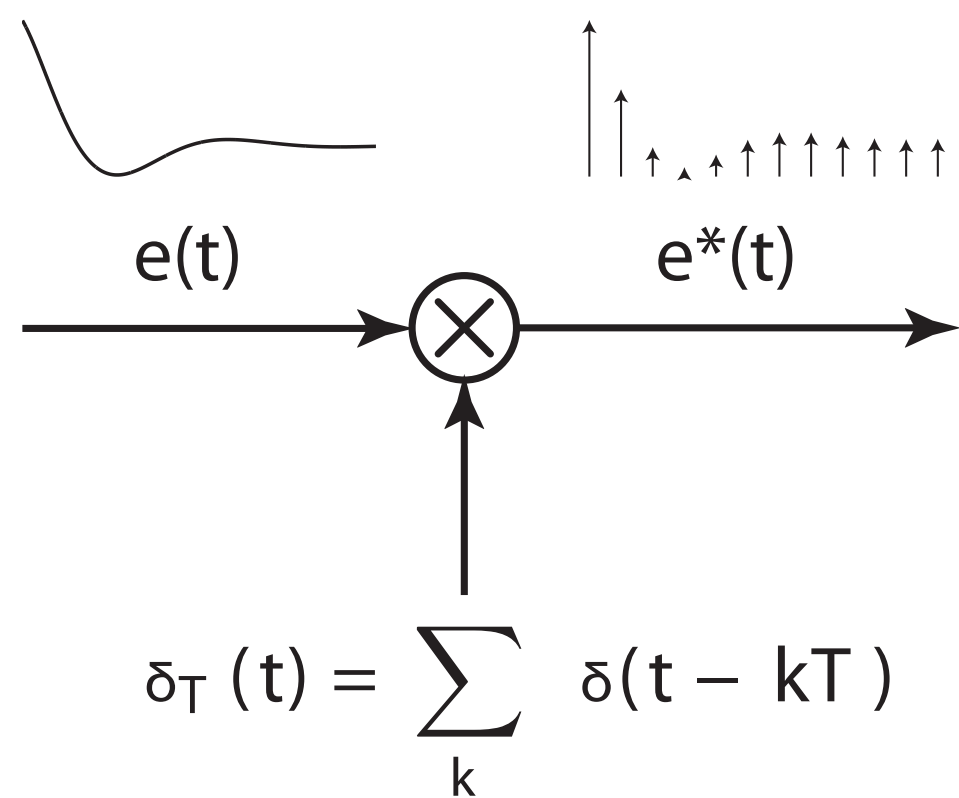 e(t) e*(t)
δT (t) = ∑ δ(t − kT )
k